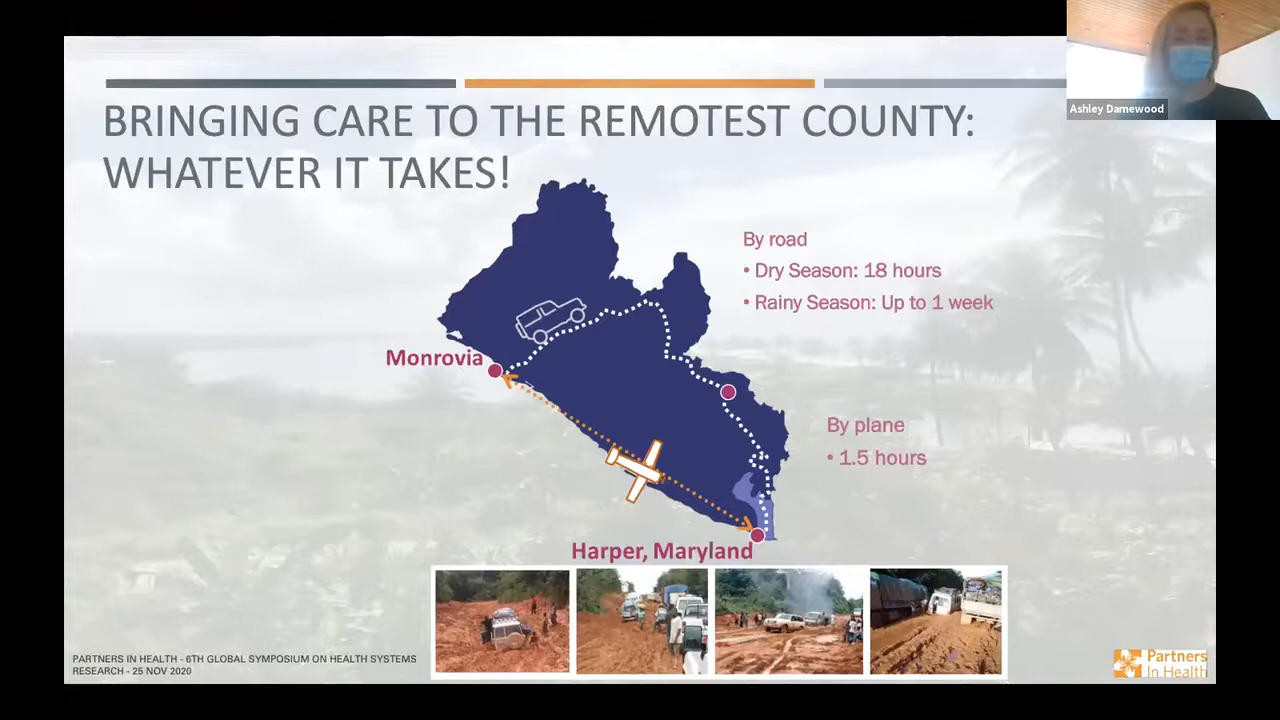 Ashley Damewood
BRINGING CARE TO THE REMOTEST COUNTY:
WHATEVER IT TAKES!
By road
• Dry Season: 18 hours
• Rainy Season: Up to 1 week
Monrovia
By plane
• 1.5 hours
Harper, Maryland
PARTNERS IN HEALTH - 6TH GLOBAL SYMPOSIUM ON HEALTH SYSTEMS
RESEARCH - 25 NOV 2020
Partners
In Health